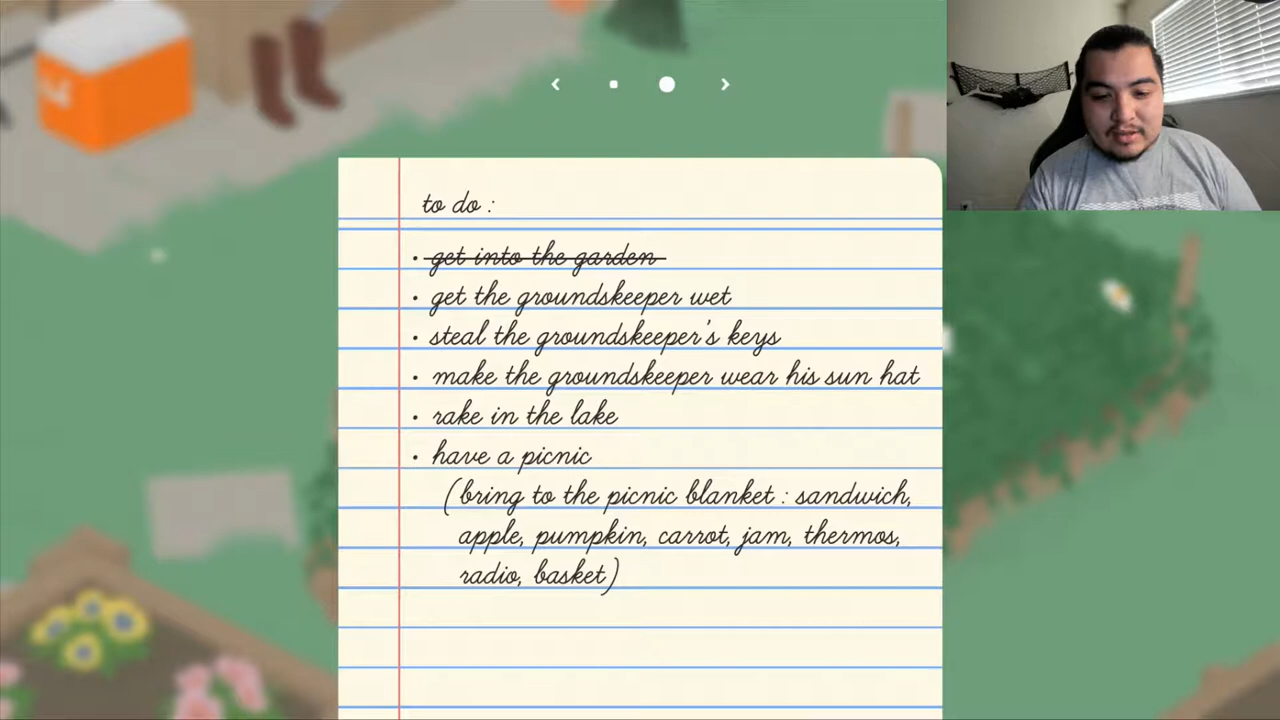 to do :
• get into the garden
• get the groundskeeper wet
• steal the groundskeeper's keys
• make the groundskeeper wear his sun hat
• rake in the lake
• have a picnic
(bring to the picnic blanket : sandwich,
apple, pumpkin, carrot, jam, thermos,
radio, basket)